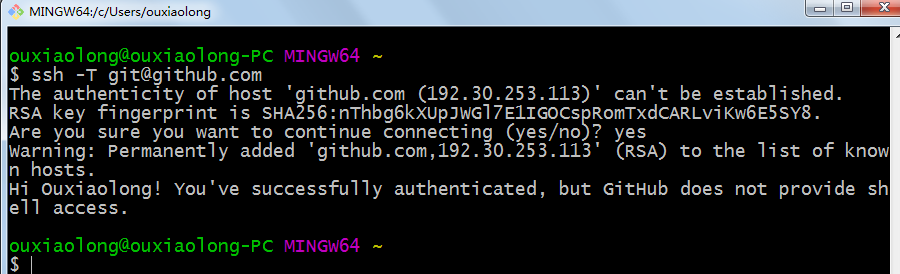 MINGW64:/c/Users/ouxiaolong
ouxiaolong@ouxiaolong-PC MINGW64 ~
$ ssh -T git@github.com
The authenticity of host 'github.com (192.30.253.113)' can't be established.
RSA key fingerprint is SHA256:nThbg6kXUpJWGl7E1IGOCspRomTxdCARLviKw6E5SY8.
Are you sure you want to continue connecting (yes/no)? yes
Warning: Permanently added 'github.com,192.30.253.113' (RSA) to the list of know
n hosts.
Hi Ouxiaolong! You've successfully authenticated, but GitHub does not provide sh
ell access.
ouxiaolong@ouxiaolong-PC MINGW64 ~
$